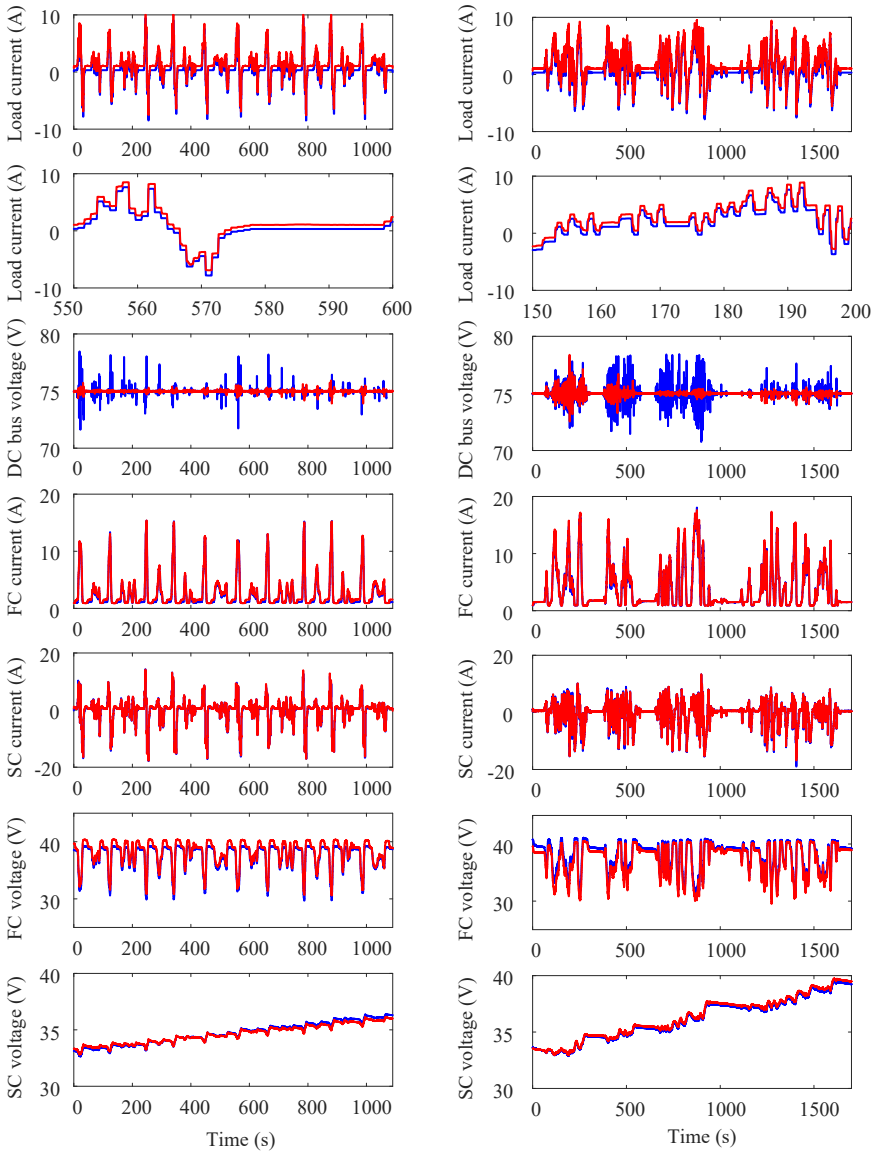 10
0
-10
Load current (A)
0 200 400 600 800 1000
10
0
-10
Load current (A)
0 500 1000 1500
10
0
-10
Load current (A)
550 560 570 580 590 600
10
0
-10
Load current (A)
150 160 170 180 190 200
80
75
70
DC bus voltage (V)
0 200 400 600 800 1000
80
75
70
DC bus voltage (V)
0 500 1000 1500
20
10
0
FC current (A)
0 200 400 600 800 1000
20
10
0
FC current (A)
0 500 1000 1500
20
0
-20
SC current (A)
0 200 400 600 800 1000
20
0
-20
SC current (A)
0 500 1000 1500
40
30
FC voltage (V)
0 200 400 600 800 1000
40
30
FC voltage (V)
0 500 1000 1500
40
35
30
SC voltage (V)
0 200 400 600 800 1000
Time (s)
40
35
30
SC voltage (V)
0 500 1000 1500
Time (s)